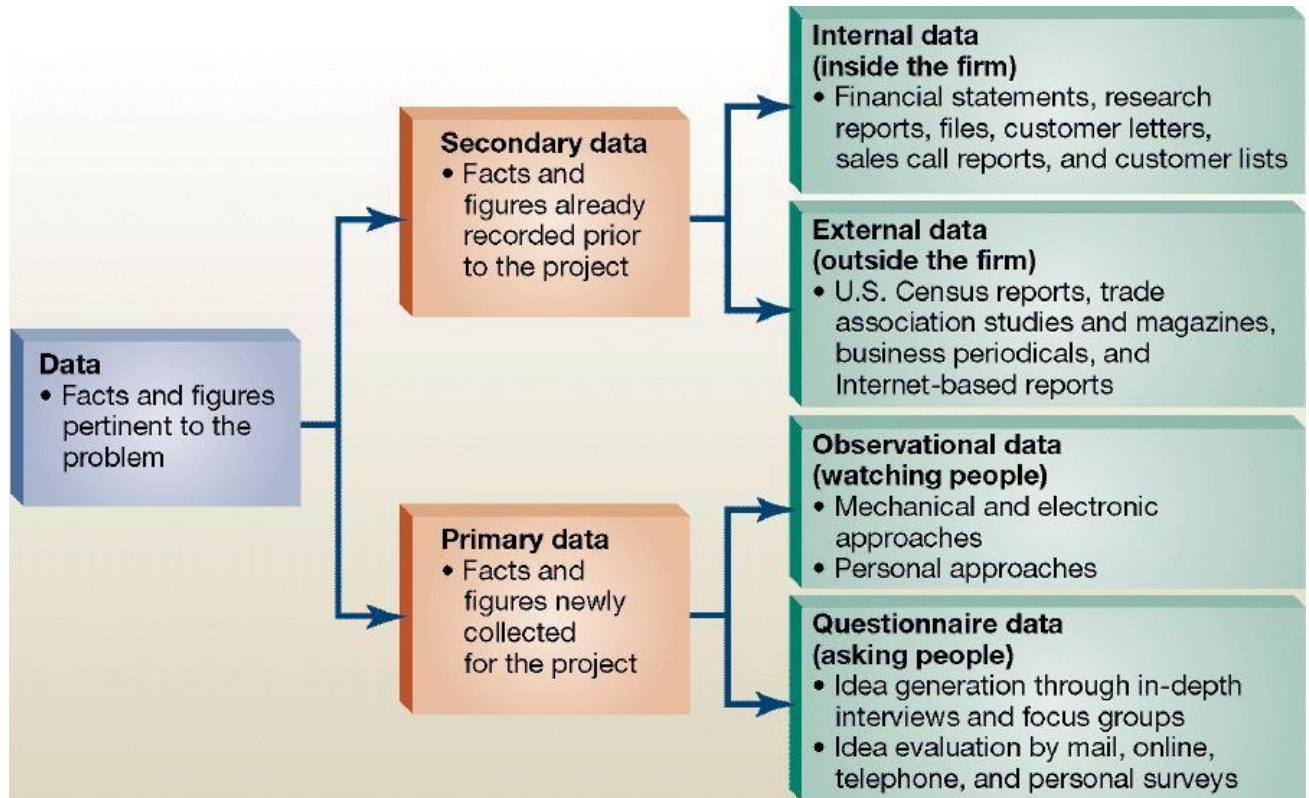 Data
• Facts and figures
pertinent to the
problem
Secondary data
• Facts and
figures already
recorded prior
to the project
Primary data
• Facts and
figures newly
collected
for the project
Internal data
(inside the firm)
• Financial statements, research
reports, files, customer letters,
sales call reports, and customer lists
External data
(outside the firm)
• U.S. Census reports, trade
association studies and magazines,
business periodicals, and
Internet-based reports
Observational data
(watching people)
• Mechanical and electronic
approaches
• Personal approaches
Questionnaire data
(asking people)
• Idea generation through in-depth
interviews and focus groups
• Idea evaluation by mail, online,
telephone, and personal surveys